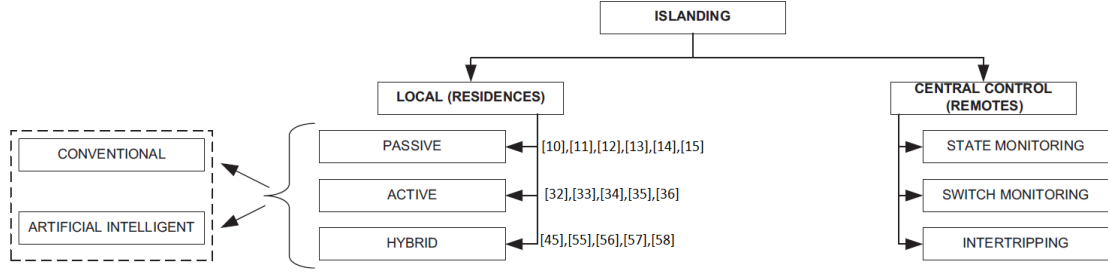 ISLANDING
LOCAL (RESIDENCES)
CENTRAL CONTROL
(REMOTES)
CONVENTIONAL
ARTIFICIAL INTELLIGENT
PASSIVE
[10],[11],[12],[13],[14],[15]
ACTIVE
[32],[33],[34],[35],[36]
HYBRID
[45],[55],[56],[57],[58]
STATE MONITORING
SWITCH MONITORING
INTERTRIPPING